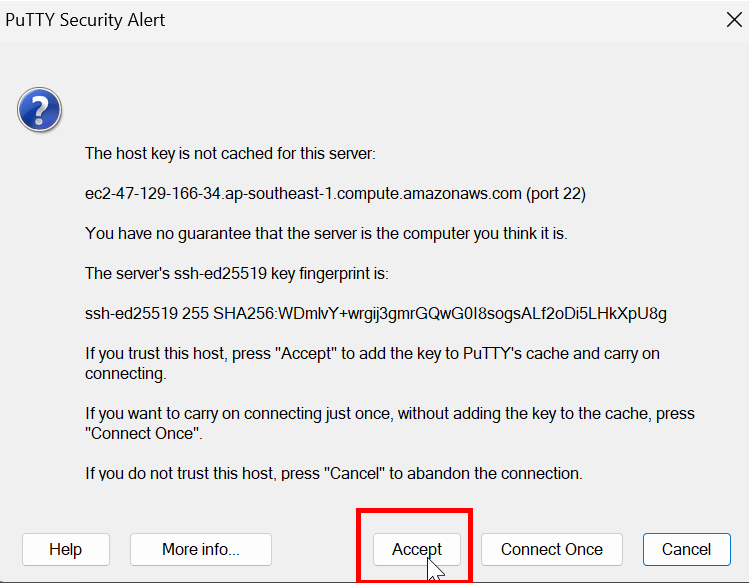 PuTTY Security Alert
The host key is not cached for this server:
ec2-47-129-166-34.ap-southeast-1.compute.amazonaws.com (port 22)
You have no guarantee that the server is the computer you think it is.
The server's ssh-ed25519 key fingerprint is:
ssh-ed25519 255 SHA256:WDmlvY+wrgij3gmrGQwG0I8sogsALf2oDi5LHkXpU8g
If you trust this host, press "Accept" to add the key to PuTTY's cache and carry on
connecting.
If you want to carry on connecting just once, without adding the key to the cache, press
"Connect Once".
If you do not trust this host, press "Cancel" to abandon the connection.
Help More info... Accept Connect Once Cancel